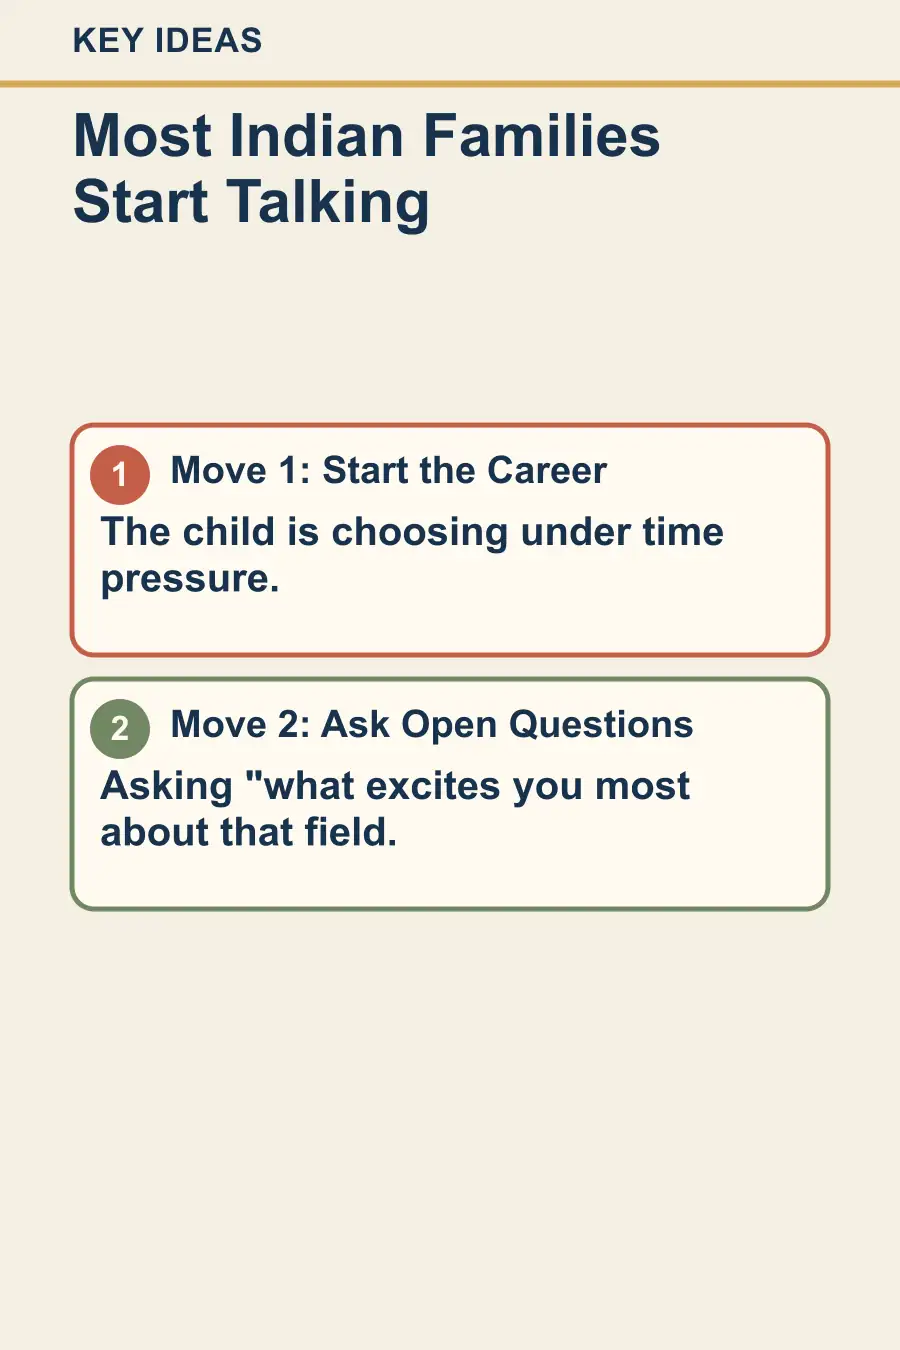 KEY IDEAS
Most Indian Families
Start Talking
1 Move 1: Start the Career
The child is choosing under time
pressure.
2 Move 2: Ask Open Questions
Asking "what excites you most
about that field.